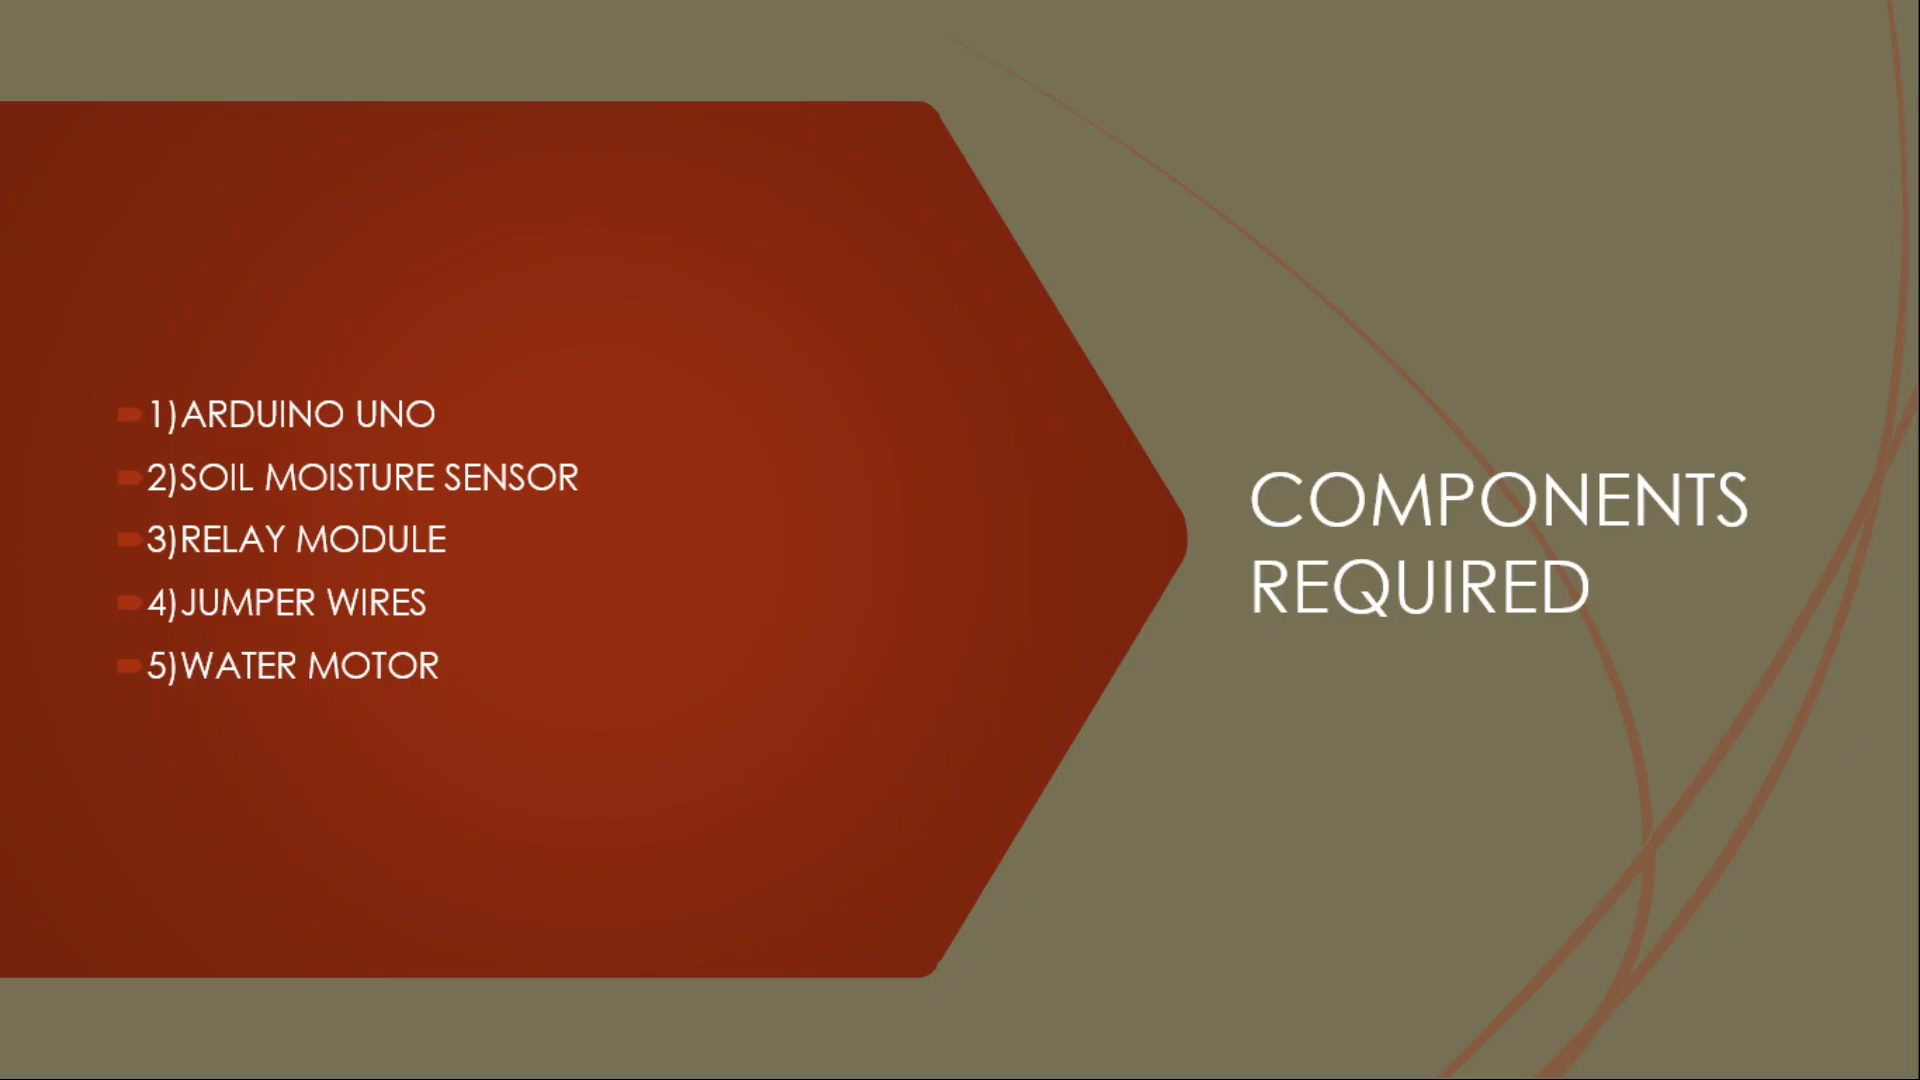 1)ARDUINO UNO
2)SOIL MOISTURE SENSOR
3)RELAY MODULE
4)JUMPER WIRES
5)WATER MOTOR
COMPONENTS
REQUIRED